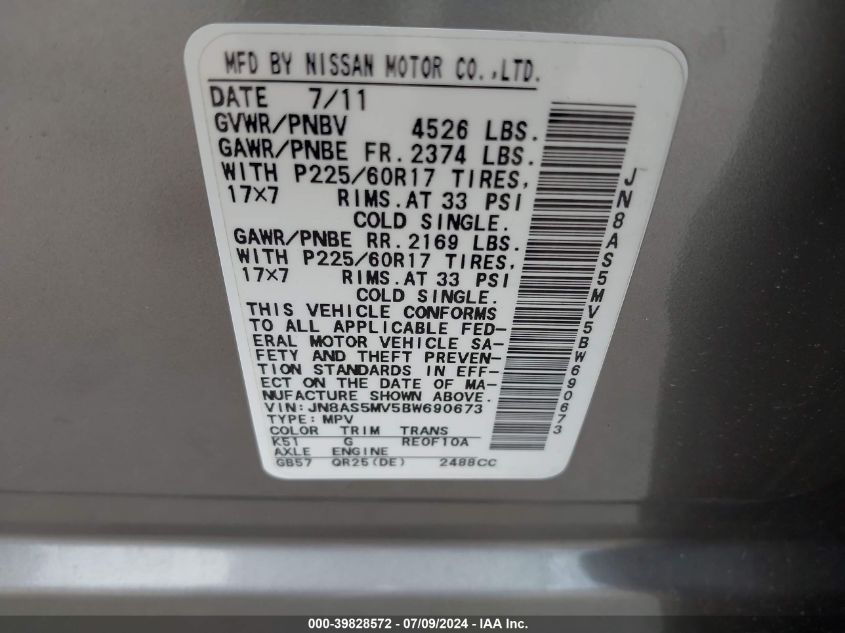 MFD BY NISSAN MOTOR CO.,LTD.
DATE 7/11
GVWR/PNBV 4526 LBS.
GAWR/PNBE FR. 2374 LBS.
WITH P225/60R17 TIRES,
17×7 RIMS. AT 33 PSI
COLD SINGLE.
GAWR/PNBE RR. 2169 LBS.
WITH P225/60R17 TIRES,
17×7 RIMS. AT 33 PSI
COLD SINGLE.
THIS VEHICLE CONFORMS
TO ALL APPLICABLE FED-
ERAL MOTOR VEHICLE SA-
FETY AND THEFT PREVEN-
TION STANDARDS IN EFF-
ECT ON THE DATE OF MA-
NUFACTURE SHOWN ABOVE.
VIN: JN8AS5MV5BW690673
TYPE: MPV
COLOR TRIM TRANS
K51 G RE0F10A
AXLE ENGINE
GB57 QR25(DE) 2488CC
JN8AS5MV5BW690673
000-39828572 - 07/09/2024 - IAA Inc.